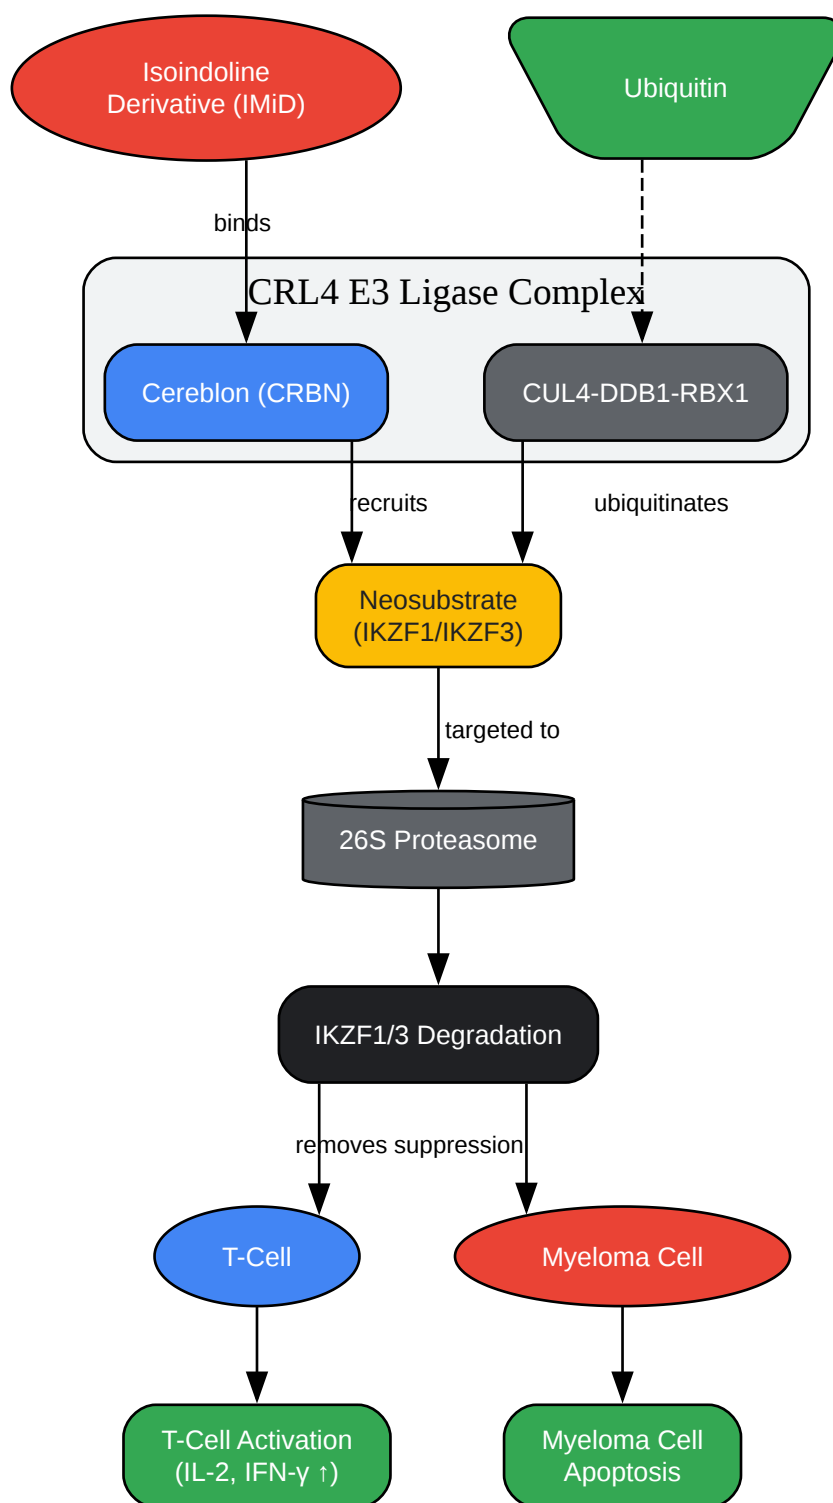 Isoindoline
Derivative (IMiD)
Ubiquitin
binds
CRL4 E3 Ligase Complex
Cereblon (CRBN)
CUL4-DDB1-RBX1
recruits
ubiquitinates
Neosubstrate
(IKZF1/IKZF3)
targeted to
26S Proteasome
IKZF1/3 Degradation
removes suppression
T-Cell
Myeloma Cell
T-Cell Activation
(IL-2, IFN-γ ↑)
Myeloma Cell
Apoptosis